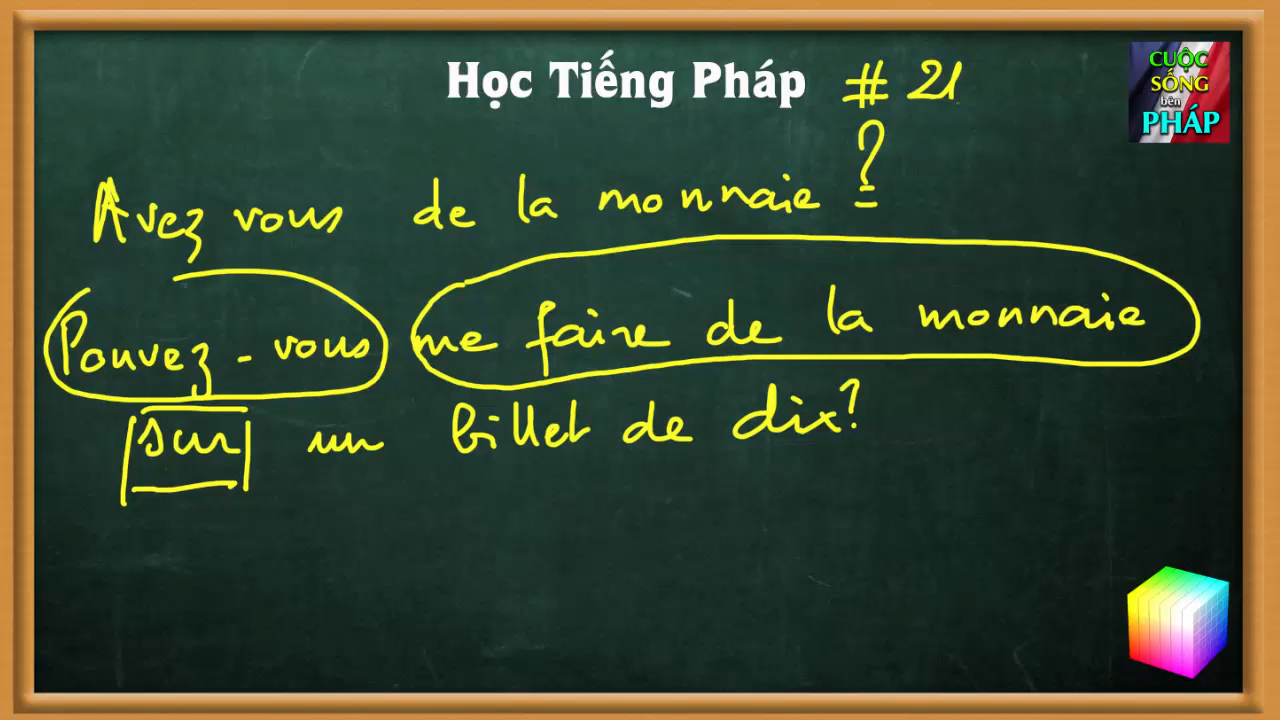 Học Tiếng Pháp # 21
CUỘC
SỐNG
bên
PHÁP
Avez vous de la monnaie ?
Pouvez-vous me faire de la monnaie
sur un billet de dix?